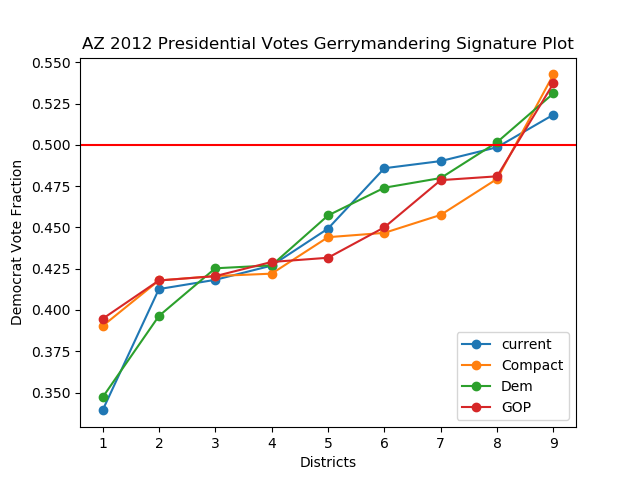 AZ 2012 Presidential Votes Gerrymandering Signature Plot
0.550
0.525
0.500
0.475
0.450
0.425
0.400
0.375
0.350
Democrat Vote Fraction
current
Compact
Dem
GOP
1 2 3 4 5 6 7 8 9
Districts